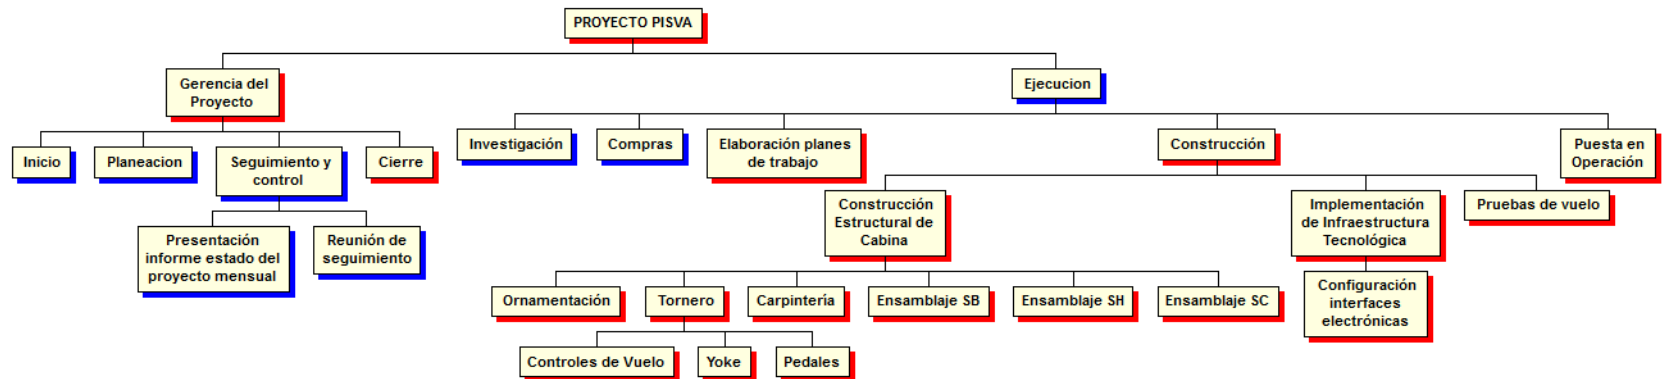 PROYECTO PISVA
Gerencia del
Proyecto
Ejecucion
Inicio
Planeacion
Seguimiento y
control
Cierre
Investigación
Compras
Elaboración planes
de trabajo
Construcción
Puesta en
Operación
Presentación
informe estado del
proyecto mensual
Reunión de
seguimiento
Construcción
Estructural de
Cabina
Implementación
de Infraestructura
Tecnológica
Pruebas de vuelo
Ornamentación
Tornero
Carpintería
Ensamblaje SB
Ensamblaje SH
Ensamblaje SC
Configuración
interfaces
electrónicas
Controles de Vuelo
Yoke
Pedales